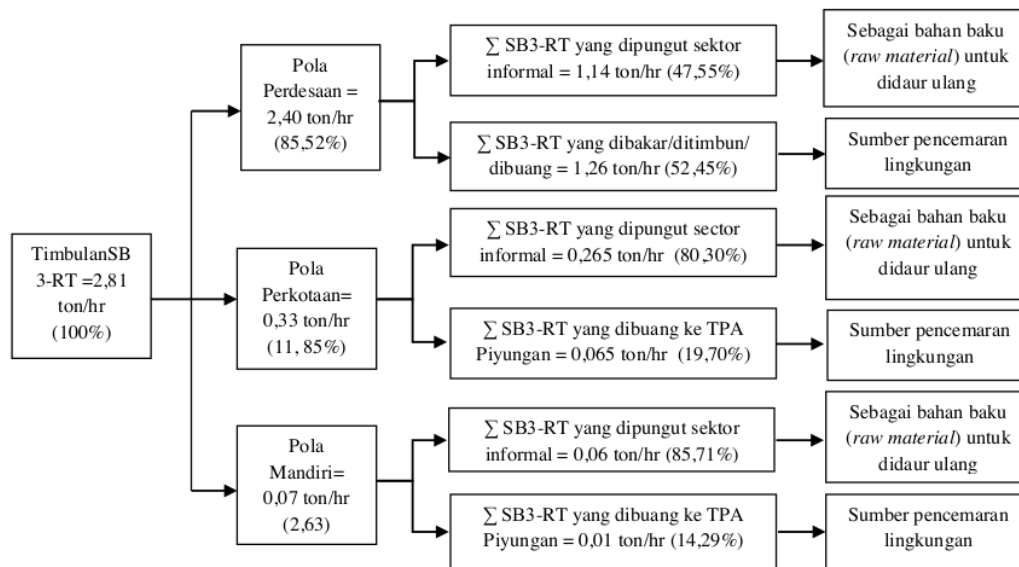 TimbulanSB
3-RT =2,81
ton/hr
(100%)
Pola
Perdesaan =
2,40 ton/hr
(85,52%)
∑ SB3-RT yang dipungut sektor
informal = 1,14 ton/hr (47,55%)
Sebagai bahan baku
(raw material) untuk
didaur ulang
∑ SB3-RT yang dibakar/ditimbun/
dibuang = 1,26 ton/hr (52,45%)
Sumber pencemaran
lingkungan
Pola
Perkotaan=
0,33 ton/hr
(11, 85%)
∑ SB3-RT yang dipungut sector
informal = 0,265 ton/hr (80,30%)
Sebagai bahan baku
(raw material) untuk
didaur ulang
∑ SB3-RT yang dibuang ke TPA
Piyungan = 0,065 ton/hr (19,70%)
Sumber pencemaran
lingkungan
Pola
Mandiri=
0,07 ton/hr
(2,63)
∑ SB3-RT yang dipungut sektor
informal = 0,06 ton/hr (85,71%)
Sebagai bahan baku
(raw material) untuk
didaur ulang
∑ SB3-RT yang dibuang ke TPA
Piyungan = 0,01 ton/hr (14,29%)
Sumber pencemaran
lingkungan